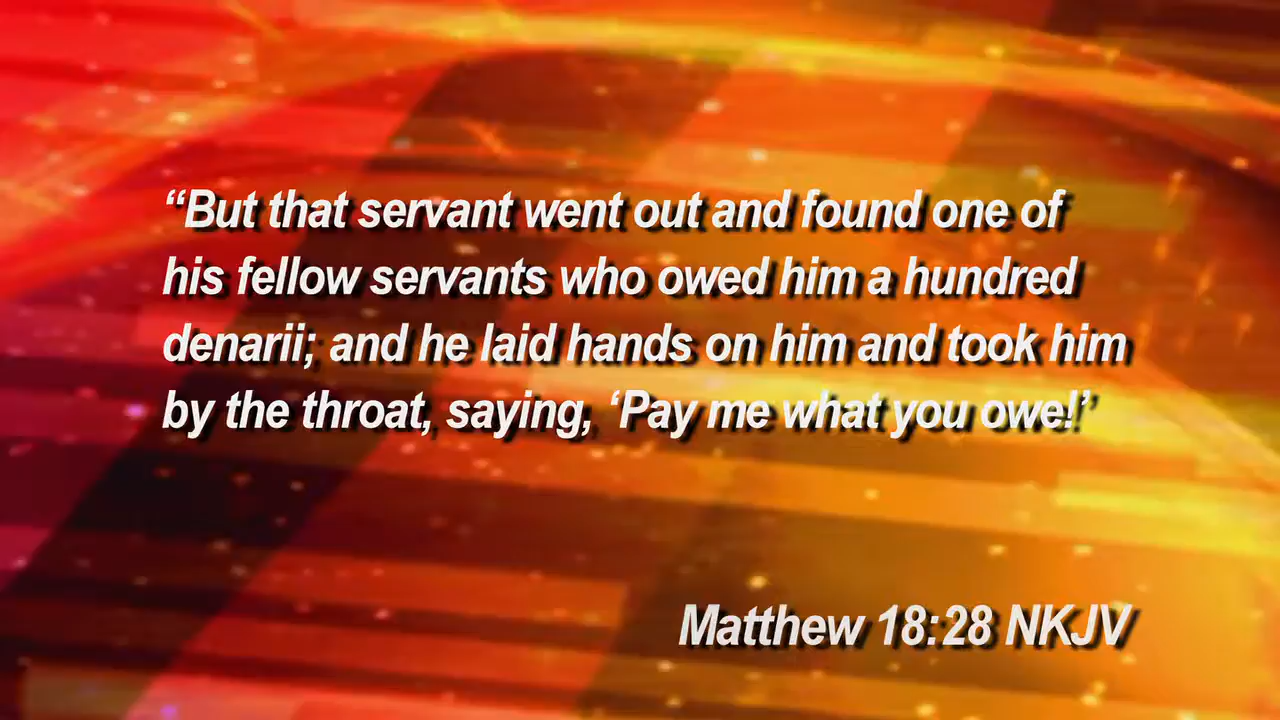 “But that servant went out and found one of
his fellow servants who owed him a hundred
denarii; and he laid hands on him and took him
by the throat, saying, ‘Pay me what you owe!’
Matthew 18:28 NKJV